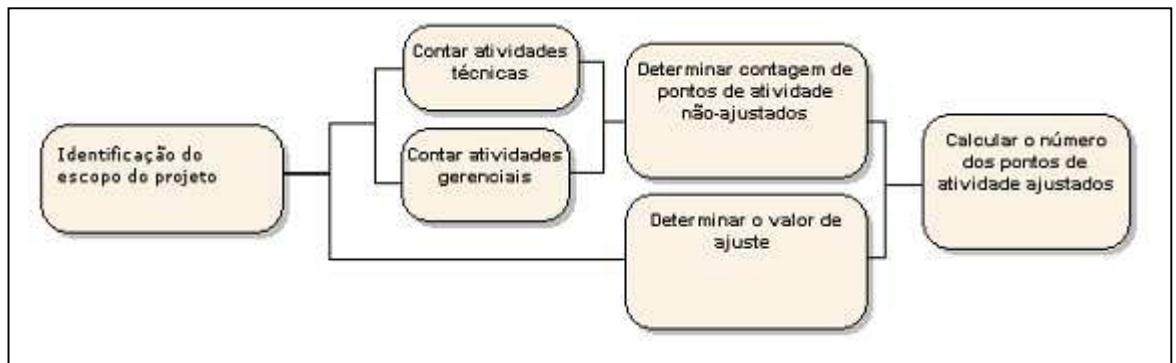 Identificação do
escopo do projeto
Contar atividades
técnicas
Contar atividades
gerenciais
Determinar contagem de
pontos de atividade
não-ajustados
Determinar o valor de
ajuste
Calcular o número
dos pontos de
atividade ajustados